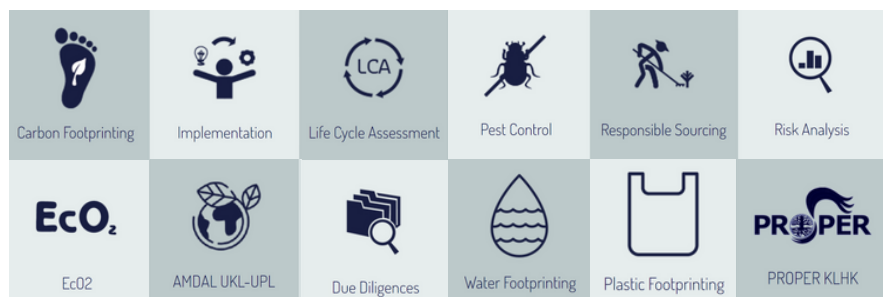 LCA
Carbon Footprinting
Implementation
Life Cycle Assessment
Pest Control
Responsible Sourcing
Risk Analysis
EcO₂
PROPER
EcO2
AMDAL UKL-UPL
Due Diligences
Water Footprinting
Plastic Footprinting
PROPER KLHK